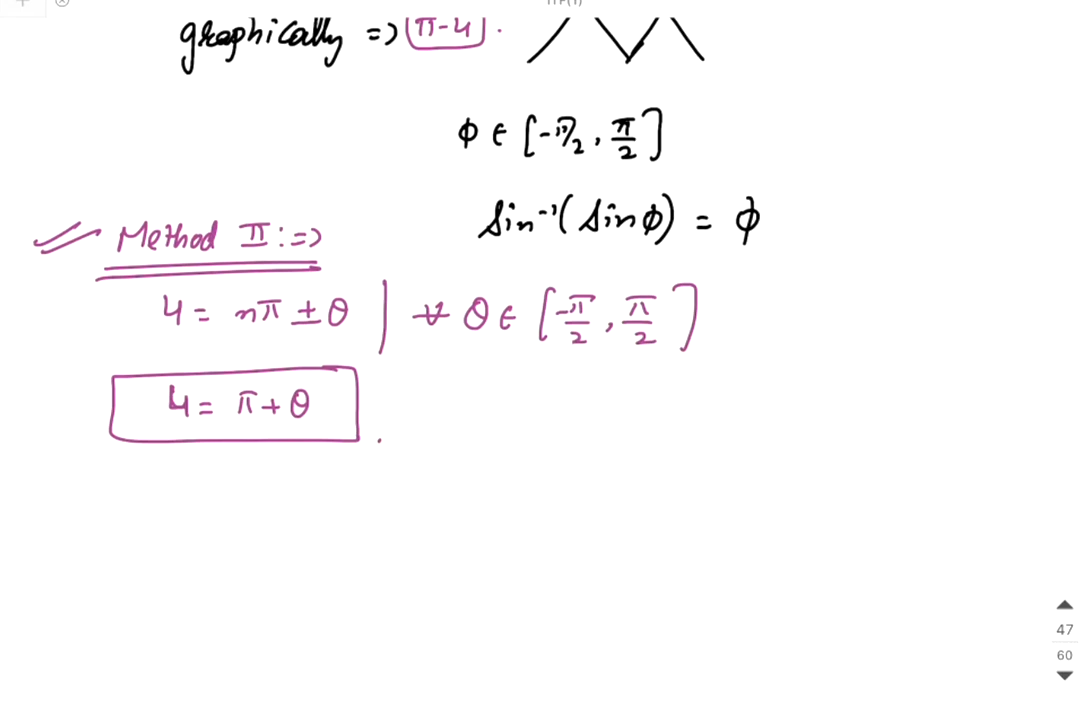 graphically => π-4.
φ ∈ [-π/2, π/2]
Sin⁻¹(Sinφ) = φ
Method II :=>
4 = nπ ± θ | ∀ θ ∈ [-π/2, π/2]
4 = π + θ .
47
60